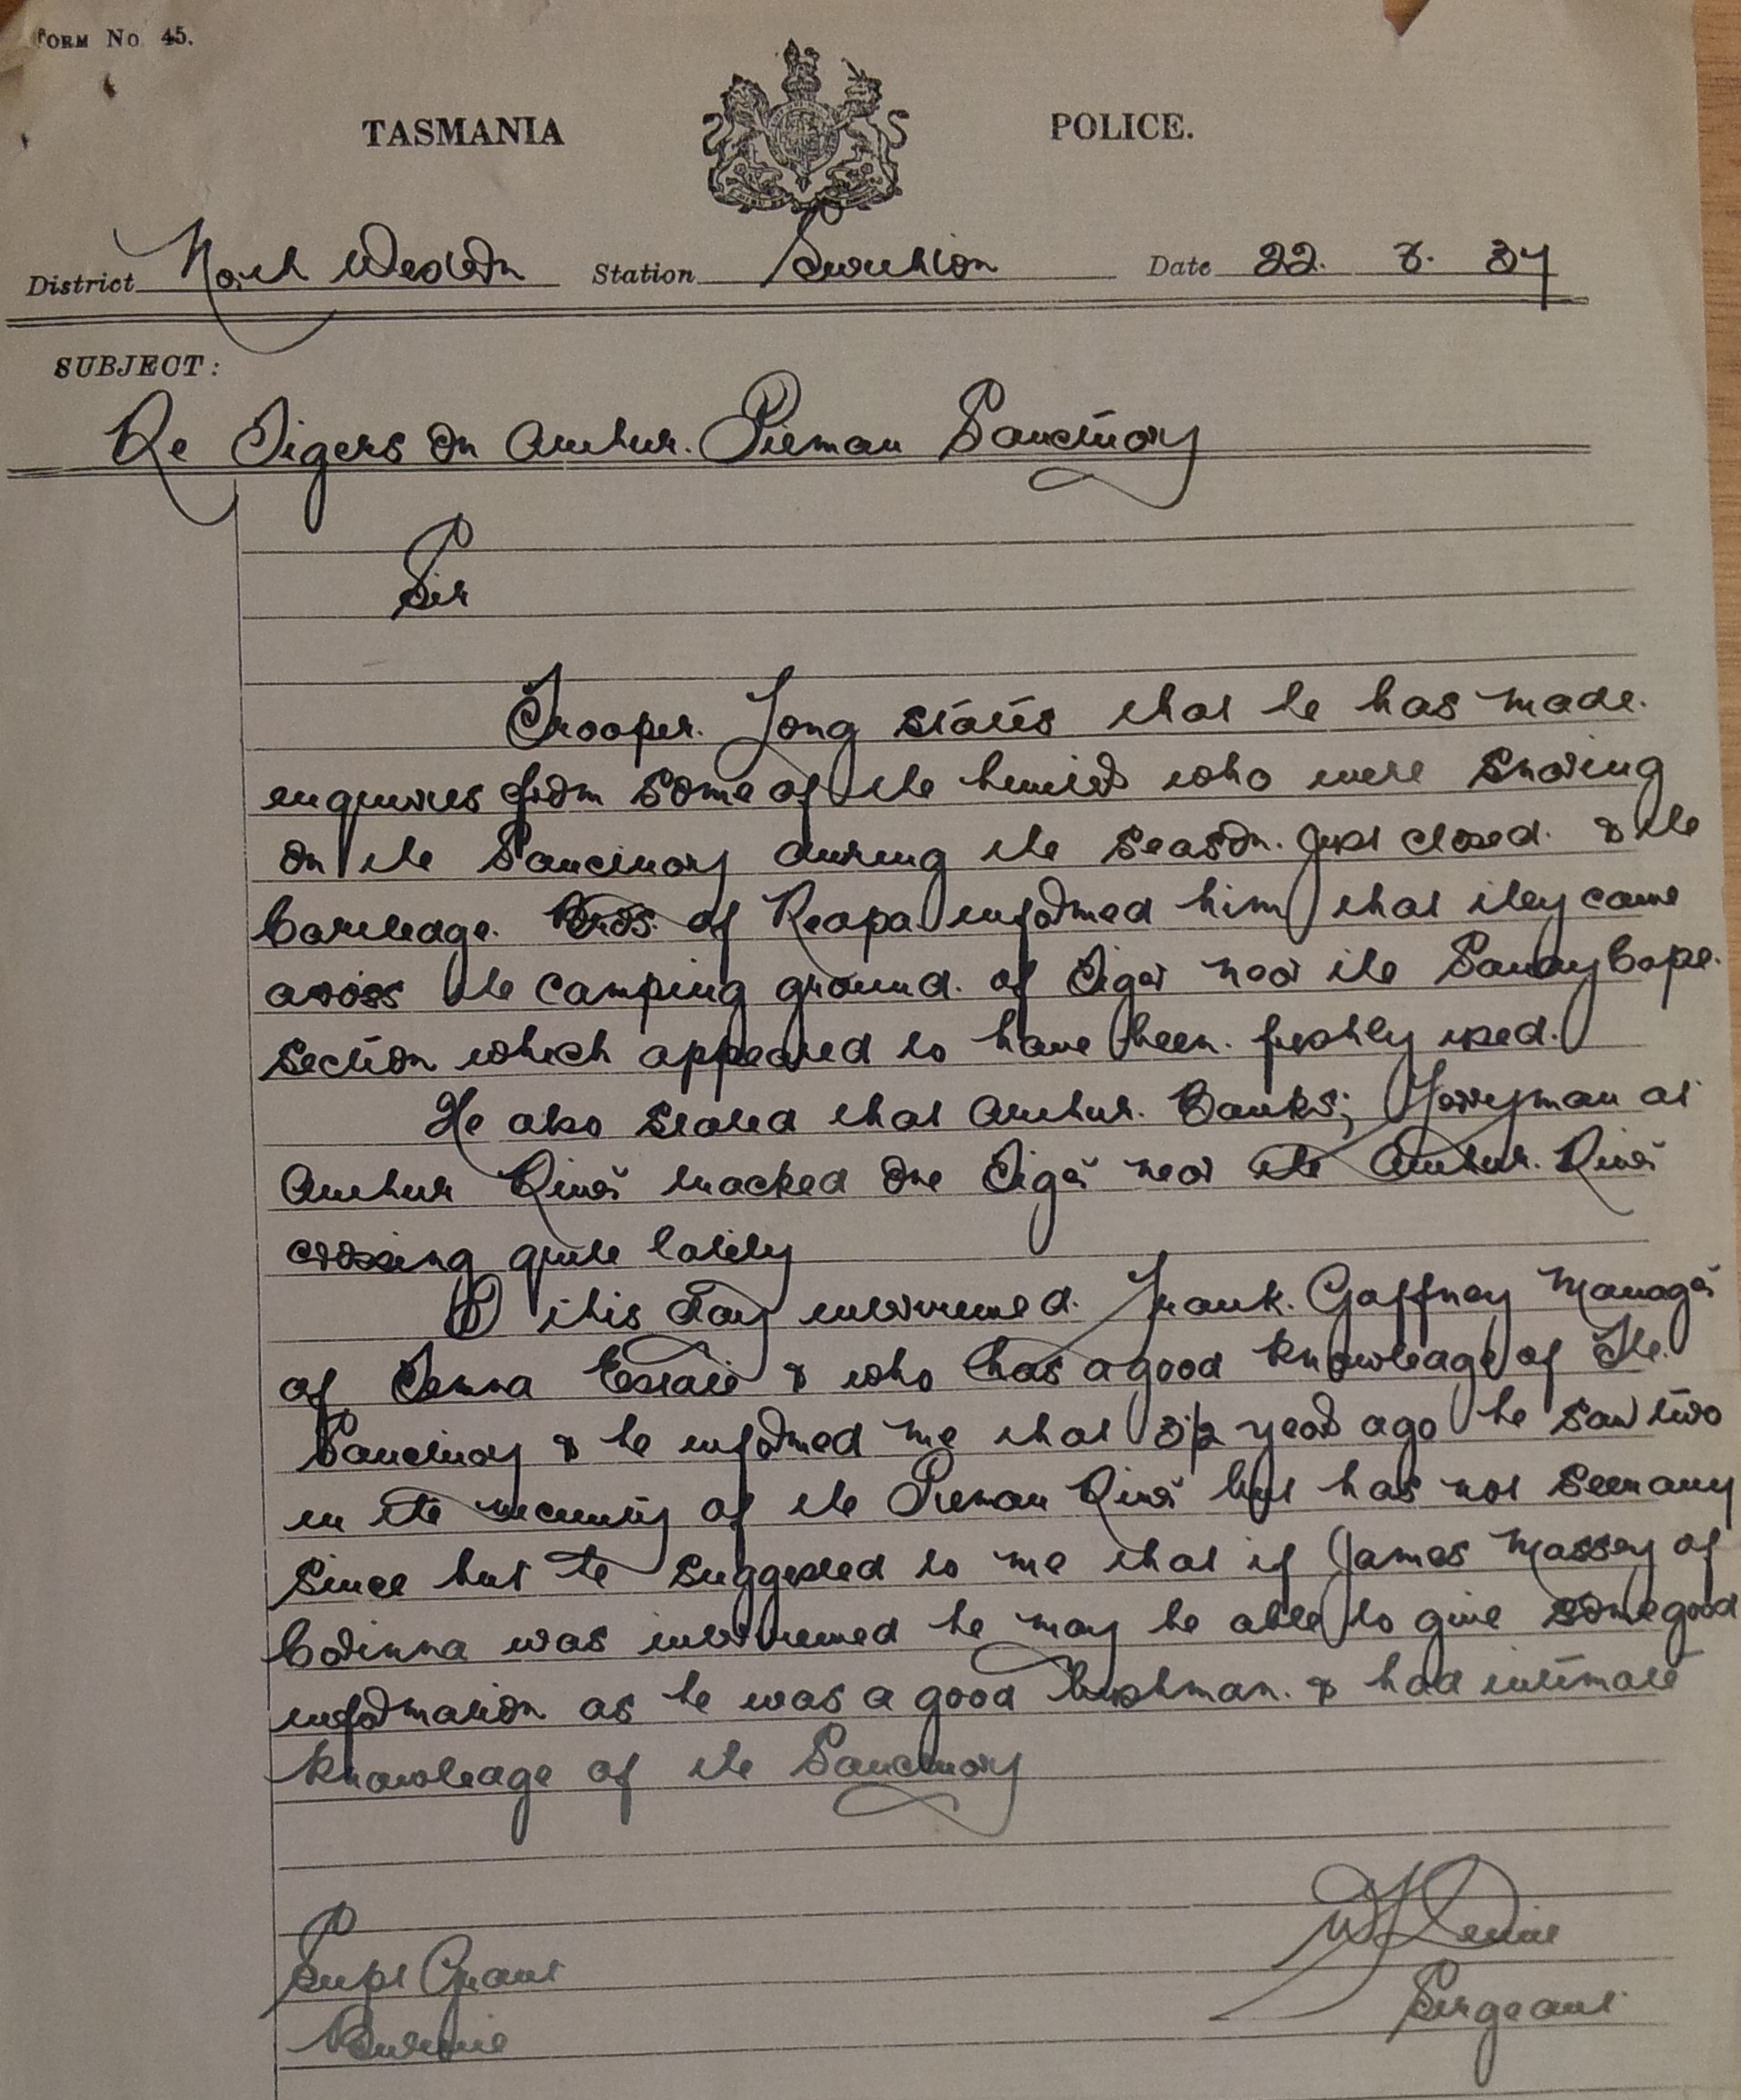 FORM No 45.
TASMANIA POLICE.
District North Western Station Date 22. 8. 37
SUBJECT:
Re Tigers on Arthur. Pieman Sanctuary
Sir
Trooper. Long states that he has made.
enquiries from some of the hunters who were snaring
on the Sanctuary during the season. just closed. & the
Bros. of informed him that they came
across the camping ground. of Tiger near the Sandy Cape.
section which appeared to have been. freshly used.
He also stated that Arthur. Banks; Ferryman at
Arthur River tracked one Tiger near the Arthur. River
crossing quite lately
I this day interviewed. Frank. Gaffney Manager
of Temma Estate & who has a good knowledge of the.
Sanctuary & he informed me that 3½ years ago he saw two
in the vicinity of the Pieman River but has not seen any
since but he suggested to me that if James Massey of
Corinna was interviewed he may be able to give some good
information as he was a good bushman. & had intimate
knowledge of the Sanctuary
Supt Grant
Sergeant.
Burnie